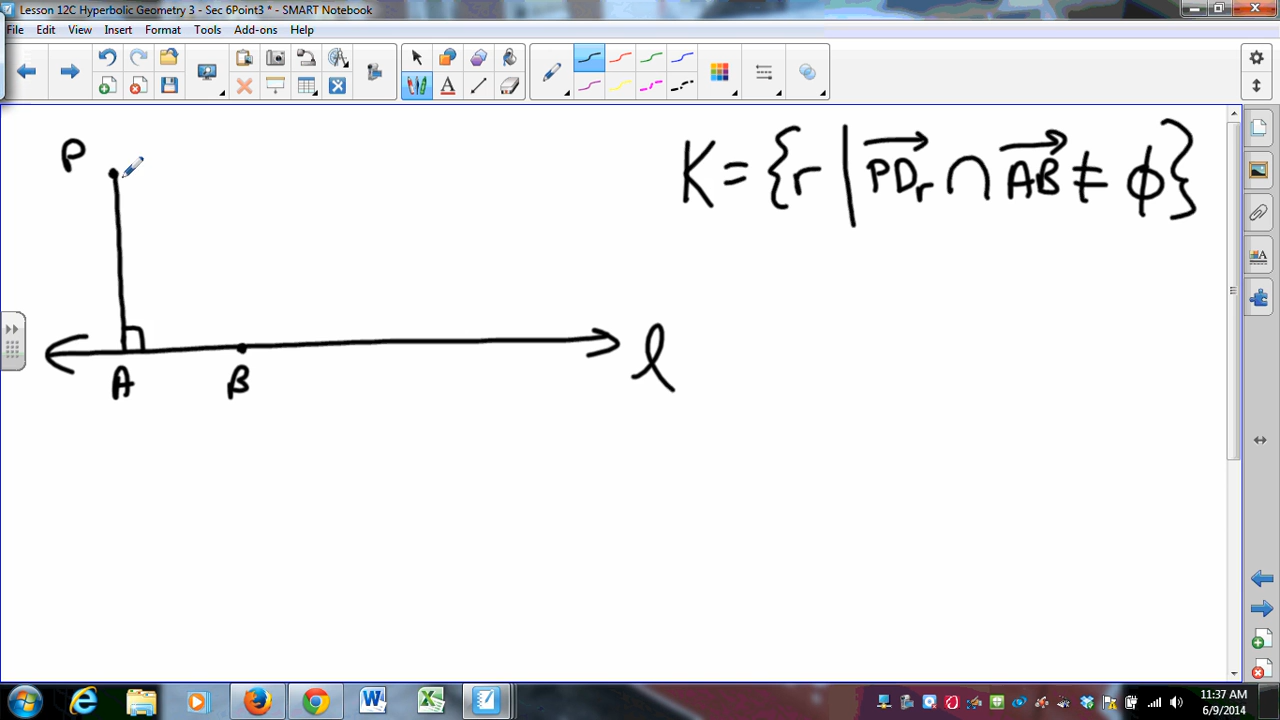 Lesson 12C Hyperbolic Geometry 3 - Sec 6Point3 * - SMART Notebook
File Edit View Insert Format Tools Add-ons Help
P
K = {r | PDr ∩ AB ≠ ϕ}
A B ℓ
11:37 AM
6/9/2014